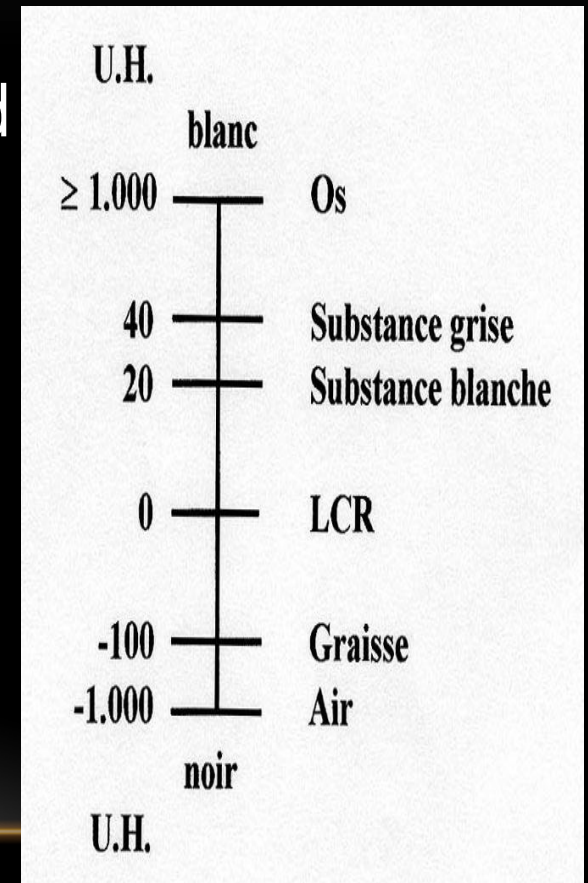 U.H.
blanc
≥ 1.000 Os
40 Substance grise
20 Substance blanche
0 LCR
-100 Graisse
-1.000 Air
noir
U.H.